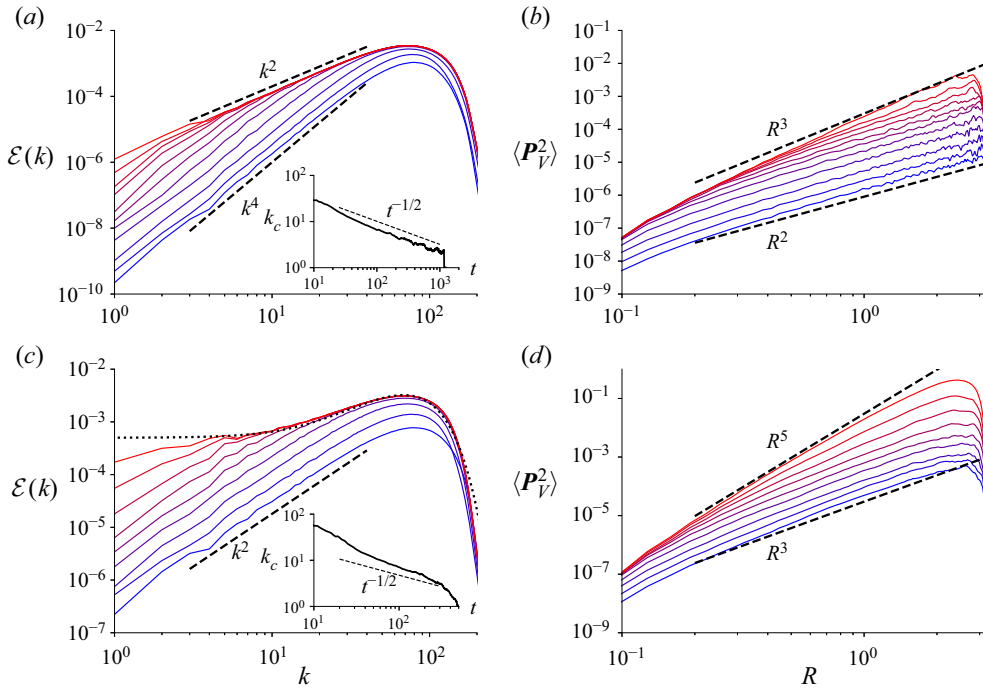 (a)
10^{-2}
10^{-4}
10^{-6}
10^{-8}
10^{-10}
ℰ(k)
k^2
k^4
10^2
10^1
10^0
k_c
t^{-1/2}
10^1 10^2 10^3 t
10^0 10^1 10^2
(b)
10^{-1}
10^{-2}
10^{-3}
10^{-4}
10^{-5}
10^{-6}
10^{-7}
10^{-8}
10^{-9}
⟨P_V^2⟩
R^3
R^2
10^{-1} 10^0
(c)
10^{-2}
10^{-3}
10^{-4}
10^{-5}
10^{-6}
10^{-7}
ℰ(k)
k^2
10^2
10^1
10^0
k_c
t^{-1/2}
10^1 10^2 t
10^0 10^1 10^2
k
(d)
10^{-1}
10^{-3}
10^{-5}
10^{-7}
10^{-9}
⟨P_V^2⟩
R^5
R^3
10^{-1} 10^0
R